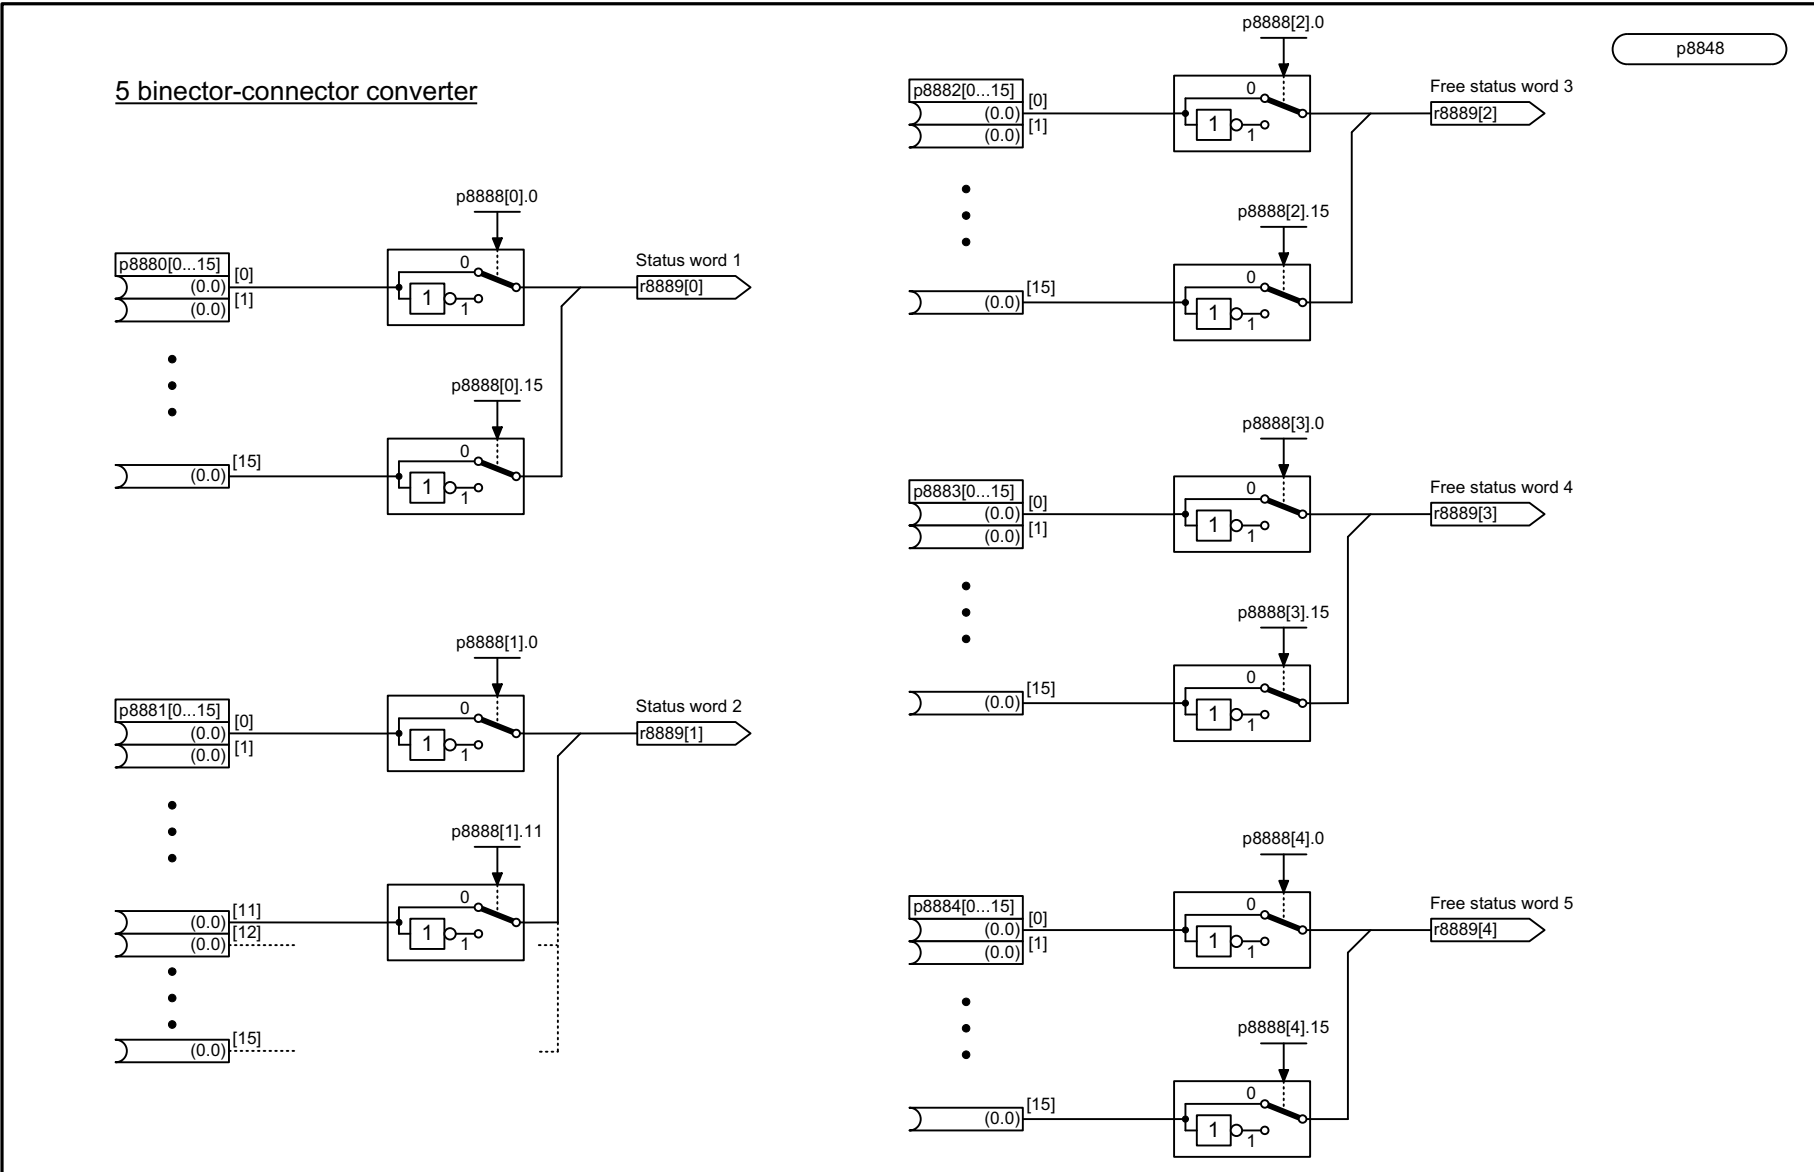 5 binector-connector converter
p8848
p8888[0].0
p8880[0...15]
[0]
(0.0)
[1]
(0.0)
0
1
1
Status word 1
r8889[0]
p8888[0].15
[15]
(0.0)
0
1
1
p8888[1].0
p8881[0...15]
[0]
(0.0)
[1]
(0.0)
0
1
1
Status word 2
r8889[1]
p8888[1].11
[11]
(0.0)
[12]
(0.0)
0
1
1
[15]
(0.0)
p8888[2].0
p8882[0...15]
[0]
(0.0)
[1]
(0.0)
0
1
1
Free status word 3
r8889[2]
p8888[2].15
[15]
(0.0)
0
1
1
p8888[3].0
p8883[0...15]
[0]
(0.0)
[1]
(0.0)
0
1
1
Free status word 4
r8889[3]
p8888[3].15
[15]
(0.0)
0
1
1
p8888[4].0
p8884[0...15]
[0]
(0.0)
[1]
(0.0)
0
1
1
Free status word 5
r8889[4]
p8888[4].15
[15]
(0.0)
0
1
1